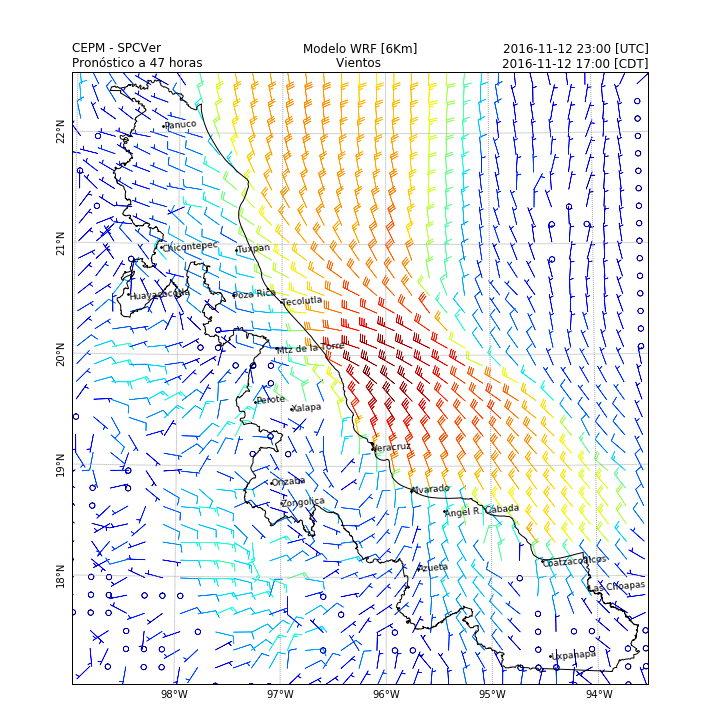 CEPM - SPCVer
Modelo WRF [6Km]
2016-11-12 23:00 [UTC]
Pronóstico a 47 horas
Vientos
2016-11-12 17:00 [CDT]
22°N
Panuco
21°N
Chicontepec
Tuxpan
Huayacocotla
Poza Rica
Tecolutla
20°N
Mtz de la Torre
Perote
Xalapa
19°N
Veracruz
Orizaba
Alvarado
Zongolica
Angel R. Cabada
18°N
Azueta
Coatzacoalcos
Las Choapas
Uxpanapa
98°W
97°W
96°W
95°W
94°W